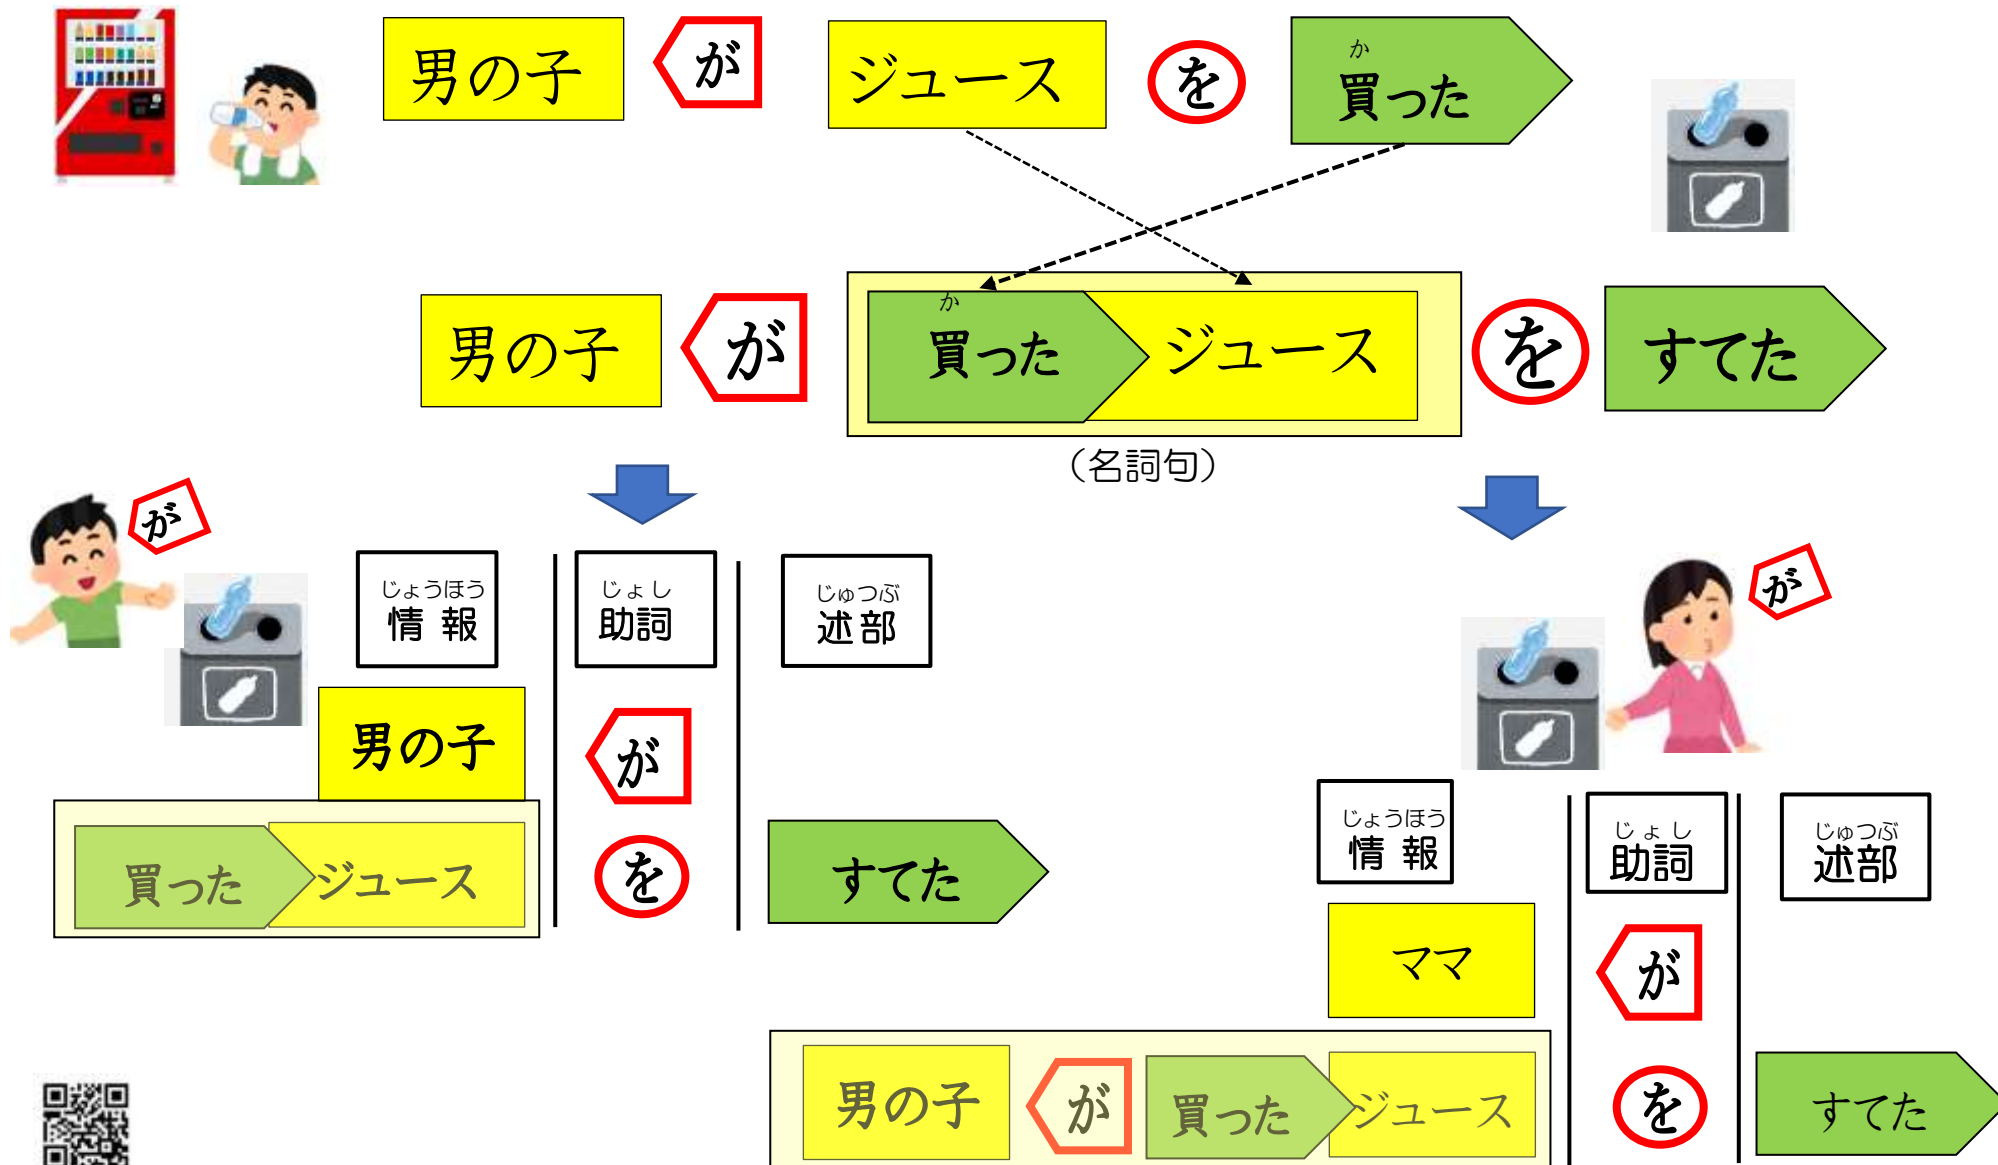 男の子 が ジュース を 買った
か
男の子 が 買った ジュース を すてた
か
(名詞句)
が
じょうほう じょし じゅつぶ
情報 助詞 述部
男の子 が
買った ジュース を すてた
が
じょうほう じょし じゅつぶ
情報 助詞 述部
ママ が
男の子 が 買った ジュース を すてた